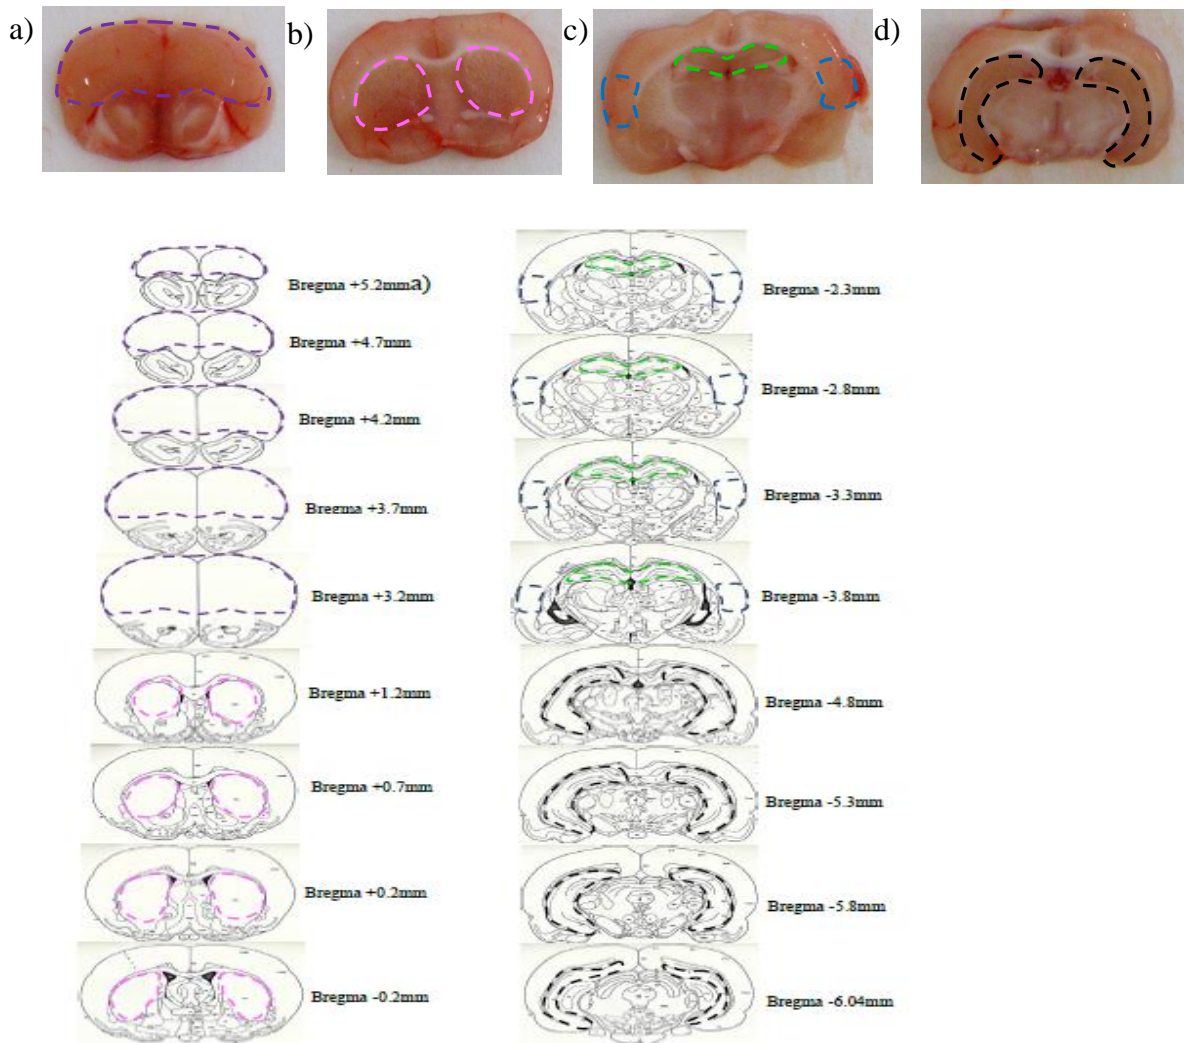 a)
b)
c)
d)
Bregma +5.2mma)
Bregma +4.7mm
Bregma +4.2mm
Bregma +3.7mm
Bregma +3.2mm
Bregma +1.2mm
Bregma +0.7mm
Bregma +0.2mm
Bregma -0.2mm
Bregma -2.3mm
Bregma -2.8mm
Bregma -3.3mm
Bregma -3.8mm
Bregma -4.8mm
Bregma -5.3mm
Bregma -5.8mm
Bregma -6.04mm